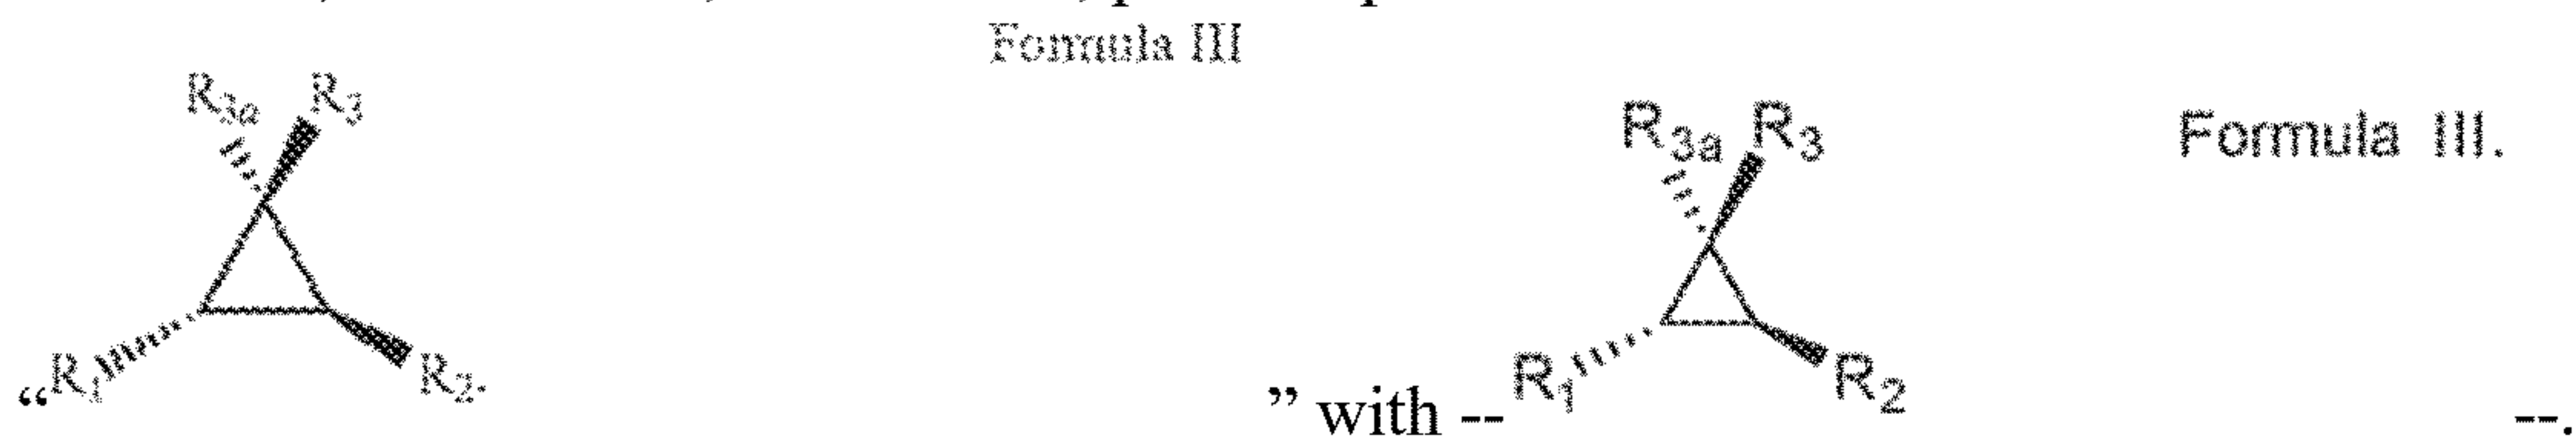 Formula III
R3a R3
R3a R3 Formula III.
“R1 R2. ” with -- R1 R2 --.